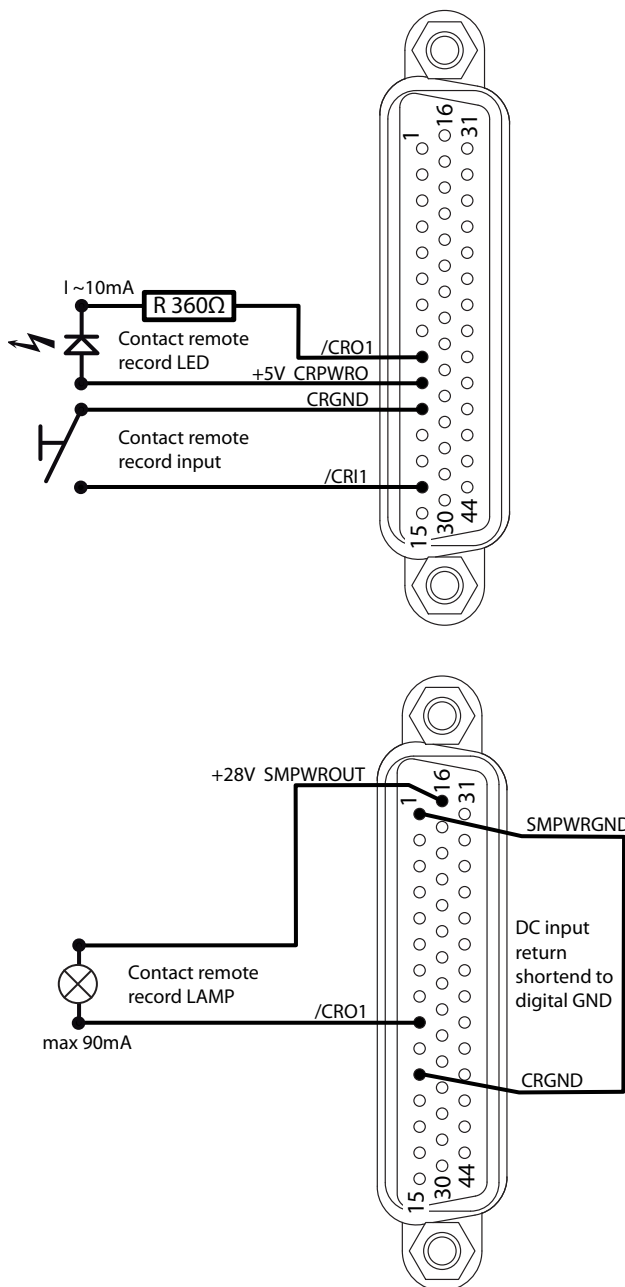 1
16
31
I ~10mA
R 360Ω
Contact remote
record LED
/CRO1
+5V CRPWRO
CRGND
Contact remote
record input
/CRI1
15
30
44
+28V SMPWROUT
1
16
31
SMPWRGND
DC input
return
shortend to
digital GND
Contact remote
record LAMP
/CRO1
max 90mA
CRGND
15
30
44